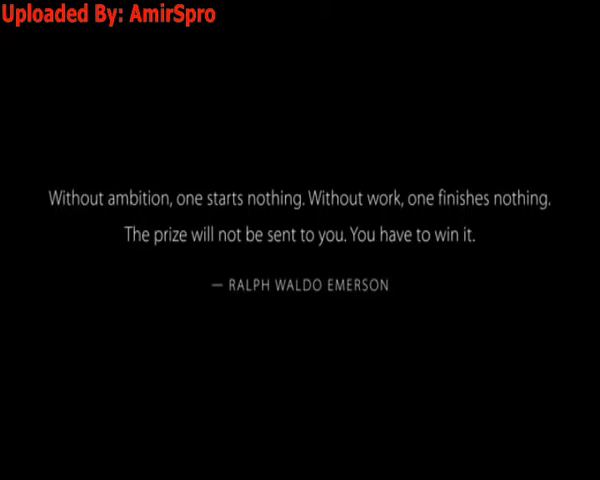 Uploaded By: AmirSpro
Without ambition, one starts nothing. Without work, one finishes nothing.
The prize will not be sent to you. You have to win it.
— RALPH WALDO EMERSON